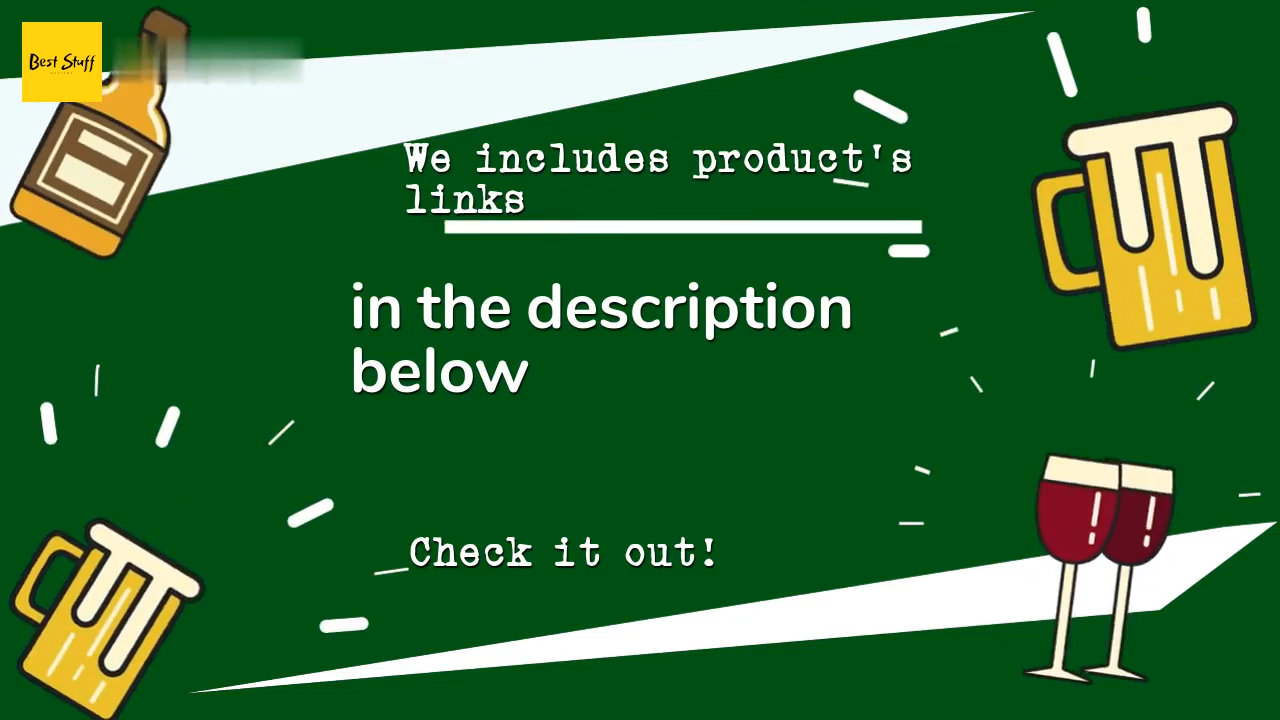 Best Stuff
We includes product's
links
in the description
below
Check it out!